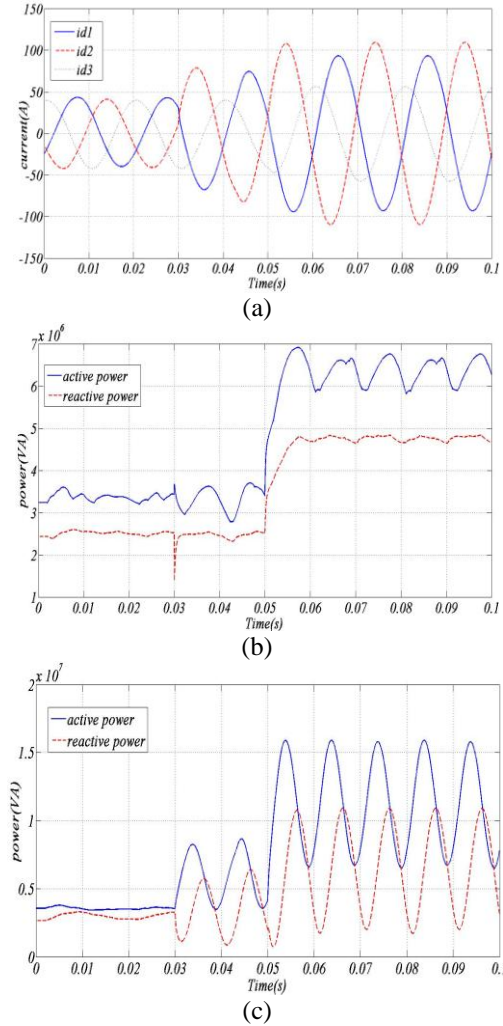 150
100
50
0
-50
-100
-150
current(A)
id1
id2
id3
0 0.01 0.02 0.03 0.04 0.05 0.06 0.07 0.08 0.09 0.1
Time(s)
(a)
x 10^6
7
6
5
4
3
2
1
power(VA)
active power
reactive power
0 0.01 0.02 0.03 0.04 0.05 0.06 0.07 0.08 0.09 0.1
Time(s)
(b)
x 10^7
2
1.5
1
0.5
0
power(VA)
active power
reactive power
0 0.01 0.02 0.03 0.04 0.05 0.06 0.07 0.08 0.09 0.1
Time(s)
(c)